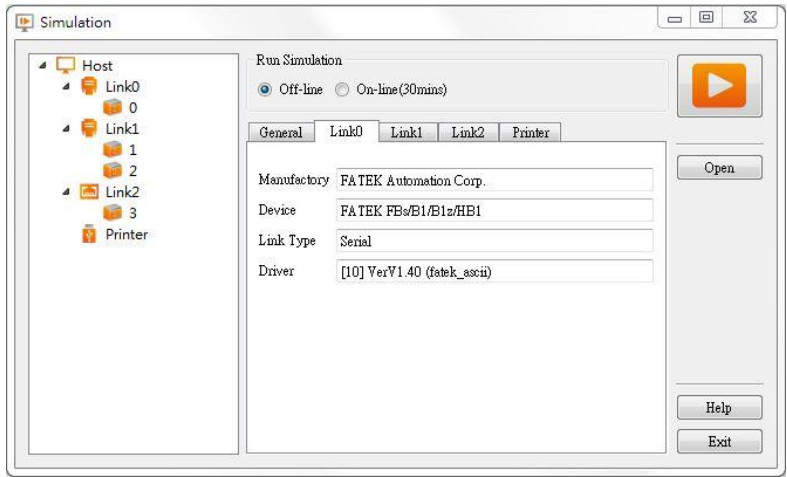 Simulation
Host
Link0
0
Link1
1
2
Link2
3
Printer
Run Simulation
Off-line On-line(30mins)
General Link0 Link1 Link2 Printer
Manufactory FATEK Automation Corp.
Device FATEK FBs/B1/B1z/HB1
Link Type Serial
Driver [10] VerV1.40 (fatek_ascii)
Open
Help
Exit